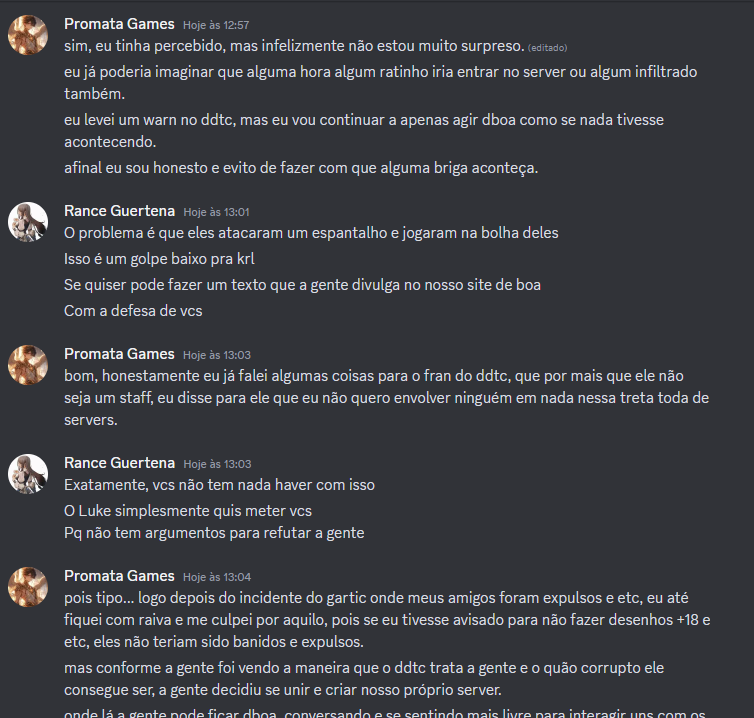 Promata Games Hoje às 12:57
sim, eu tinha percebido, mas infelizmente não estou muito surpreso. (editado)
eu já poderia imaginar que alguma hora algum ratinho iria entrar no server ou algum infiltrado
também.
eu levei um warn no ddtc, mas eu vou continuar a apenas agir dboa como se nada tivesse
acontecendo.
afinal eu sou honesto e evito de fazer com que alguma briga aconteça.
Rance Guertena Hoje às 13:01
O problema é que eles atacaram um espantalho e jogaram na bolha deles
Isso é um golpe baixo pra krl
Se quiser pode fazer um texto que a gente divulga no nosso site de boa
Com a defesa de vcs
Promata Games Hoje às 13:03
bom, honestamente eu já falei algumas coisas para o fran do ddtc, que por mais que ele não
seja um staff, eu disse para ele que eu não quero envolver ninguém em nada nessa treta toda de
servers.
Rance Guertena Hoje às 13:03
Exatamente, vcs não tem nada haver com isso
O Luke simplesmente quis meter vcs
Pq não tem argumentos para refutar a gente
Promata Games Hoje às 13:04
pois tipo... logo depois do incidente do gartic onde meus amigos foram expulsos e etc, eu até
fiquei com raiva e me culpei por aquilo, pois se eu tivesse avisado para não fazer desenhos +18 e
etc, eles não teriam sido banidos e expulsos.
mas conforme a gente foi vendo a maneira que o ddtc trata a gente e o quão corrupto ele
consegue ser, a gente decidiu se unir e criar nosso próprio server.
onde lá a gente pode ficar dboa, conversando e se sentindo mais livre para interagir uns com os